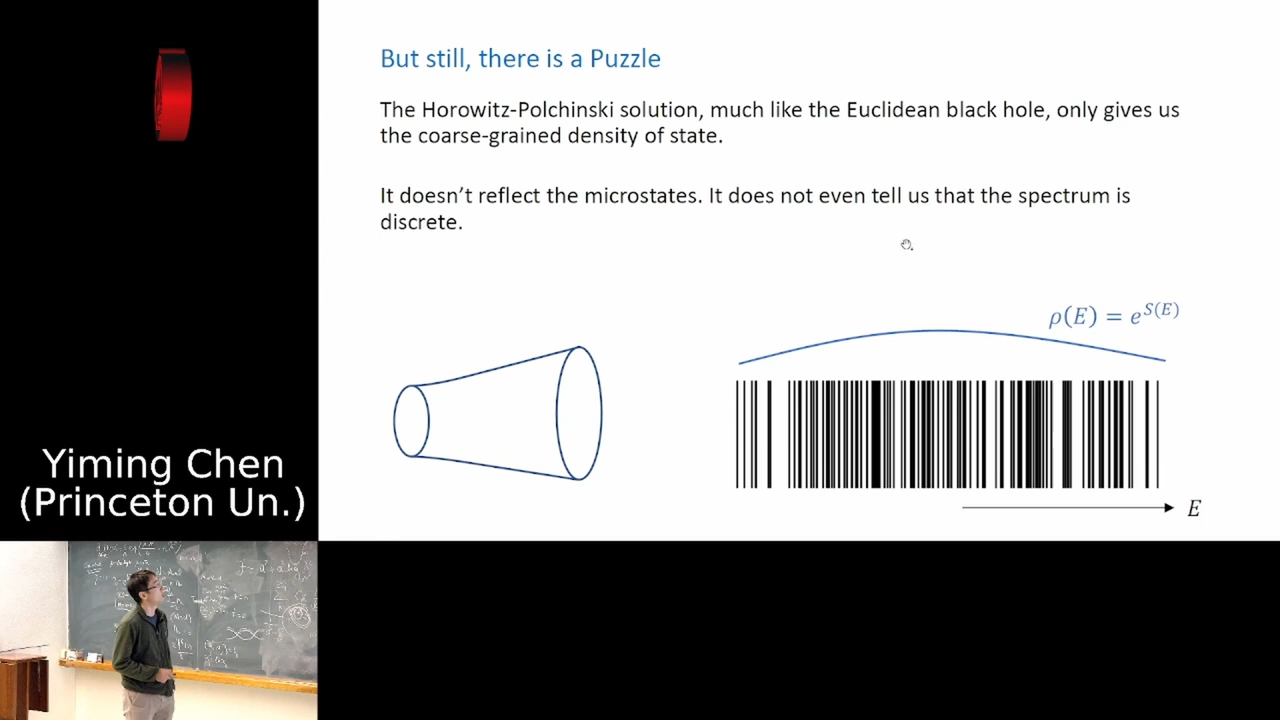 But still, there is a Puzzle
The Horowitz-Polchinski solution, much like the Euclidean black hole, only gives us
the coarse-grained density of state.
It doesn’t reflect the microstates. It does not even tell us that the spectrum is
discrete.
ρ(E) = e^{S(E)}
E
Yiming Chen
(Princeton Un.)